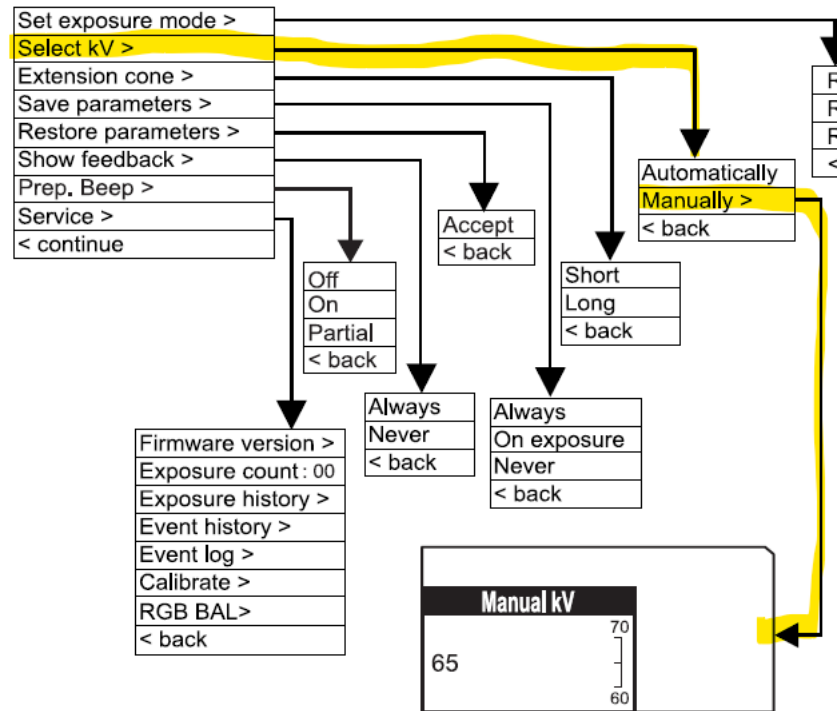 Set exposure mode >
Select kV >
Extension cone >
Save parameters >
Restore parameters >
Show feedback >
Prep. Beep >
Service >
< continue
R
R
R
<
Automatically
Manually >
< back
Accept
< back
Short
Long
< back
Off
On
Partial
< back
Always
Never
< back
Always
On exposure
Never
< back
Firmware version >
Exposure count: 00
Exposure history >
Event history >
Event log >
Calibrate >
RGB BAL>
< back
Manual kV
70
65
60